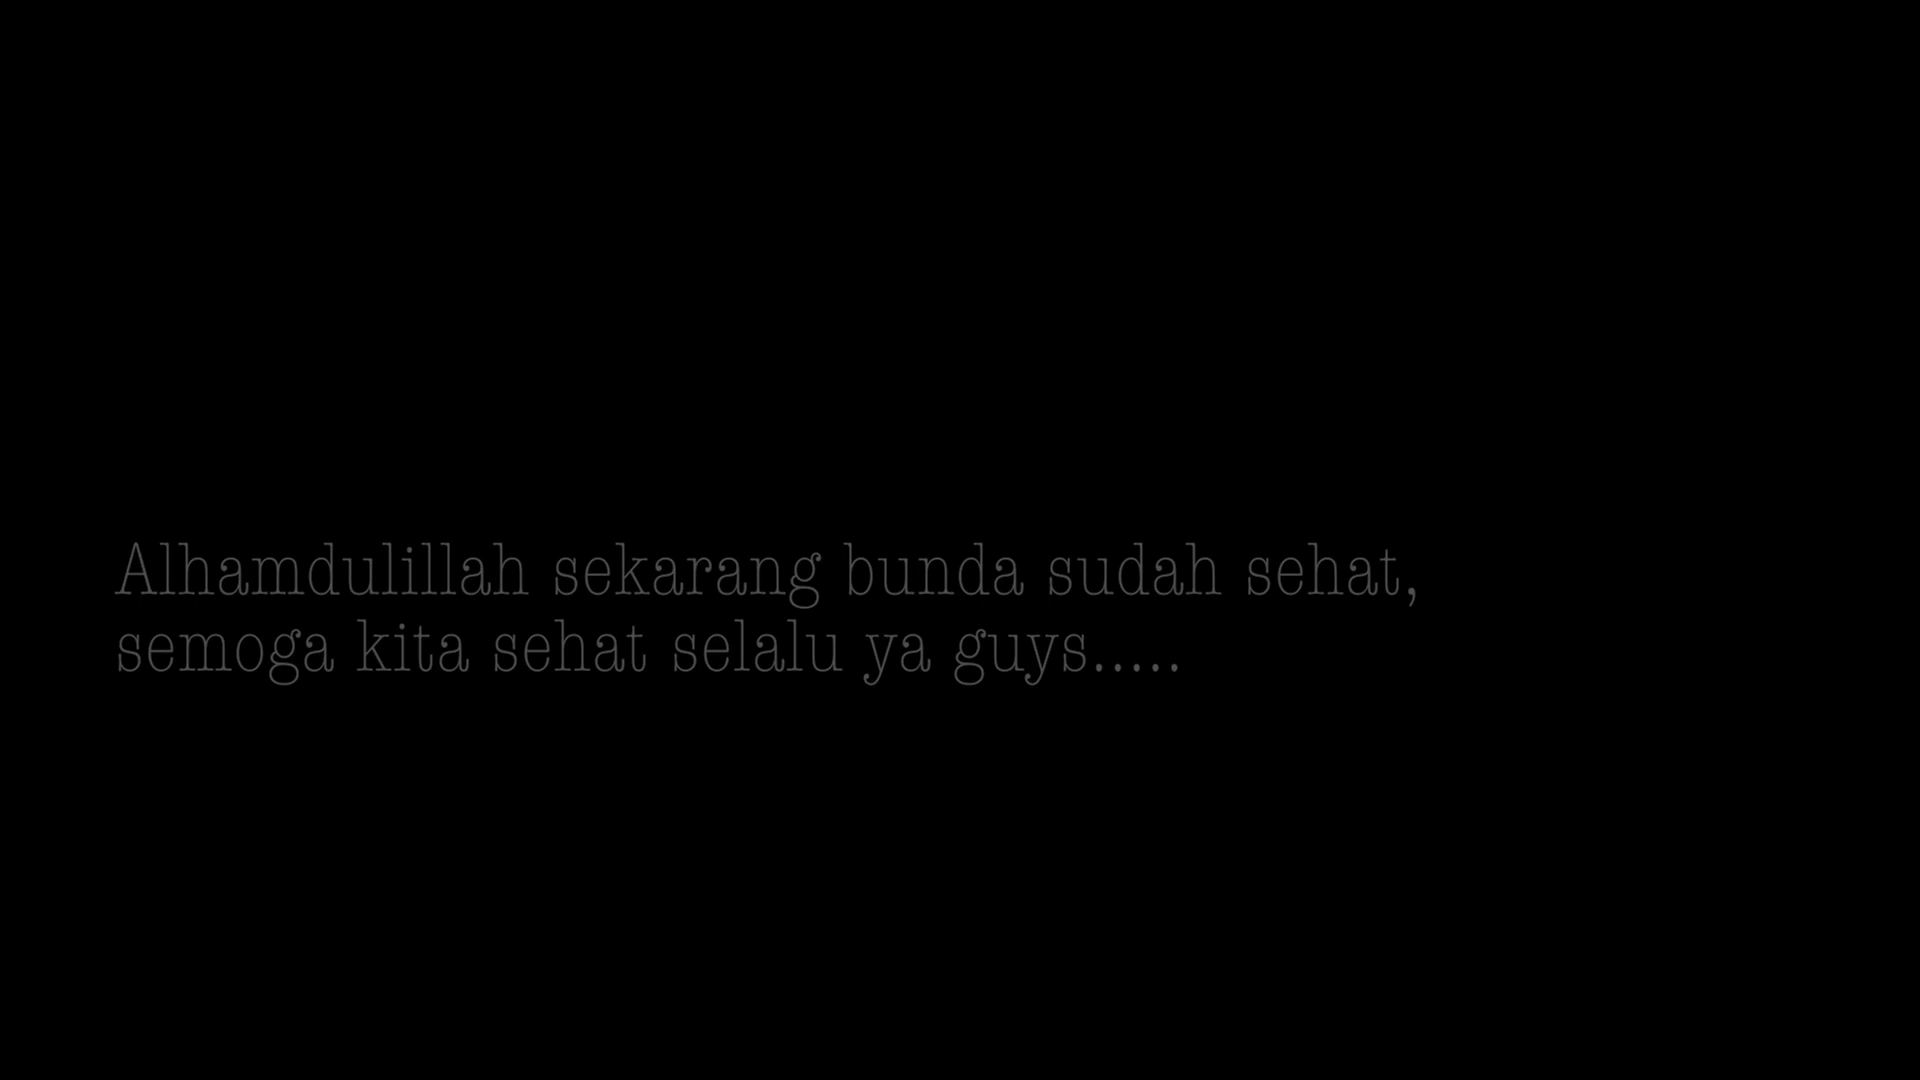 Alhamdulillah sekarang bunda sudah sehat,
semoga kita sehat selalu ya guys.....